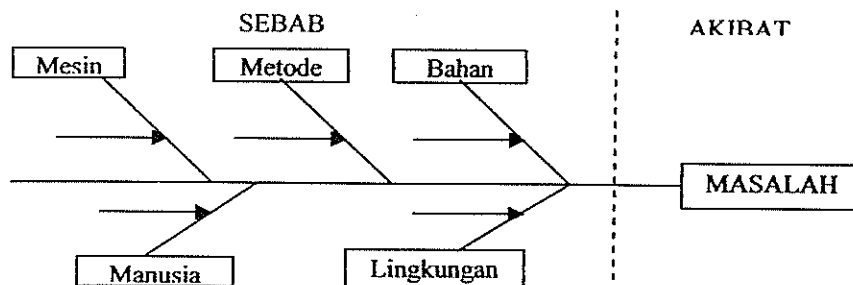 SEBAB
AKIBAT
Mesin
Metode
Bahan
MASALAH
Manusia
Lingkungan